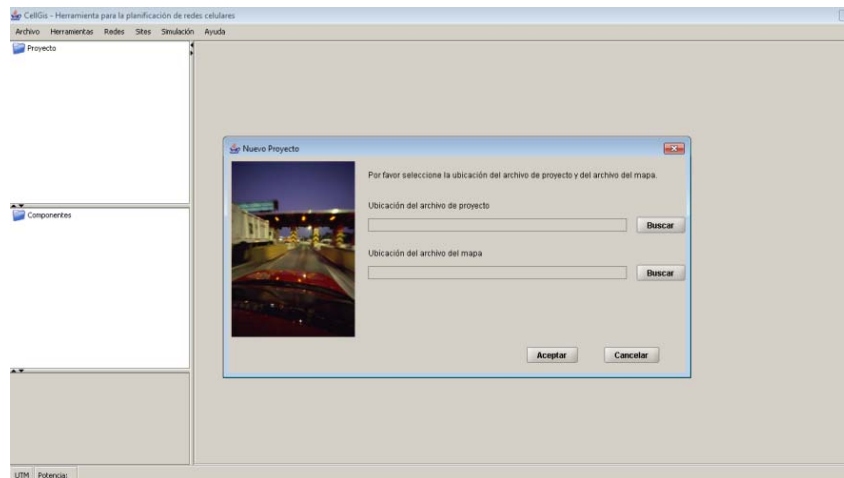 CellGis - Herramienta para la planificación de redes celulares
Archivo Herramientas Redes Sites Simulación Ayuda
Proyecto
Nuevo Proyecto
Por favor seleccione la ubicación del archivo de proyecto y del archivo del mapa.
Ubicación del archivo de proyecto
Buscar
Ubicación del archivo del mapa
Buscar
Componentes
Aceptar Cancelar
UTM Potencia: